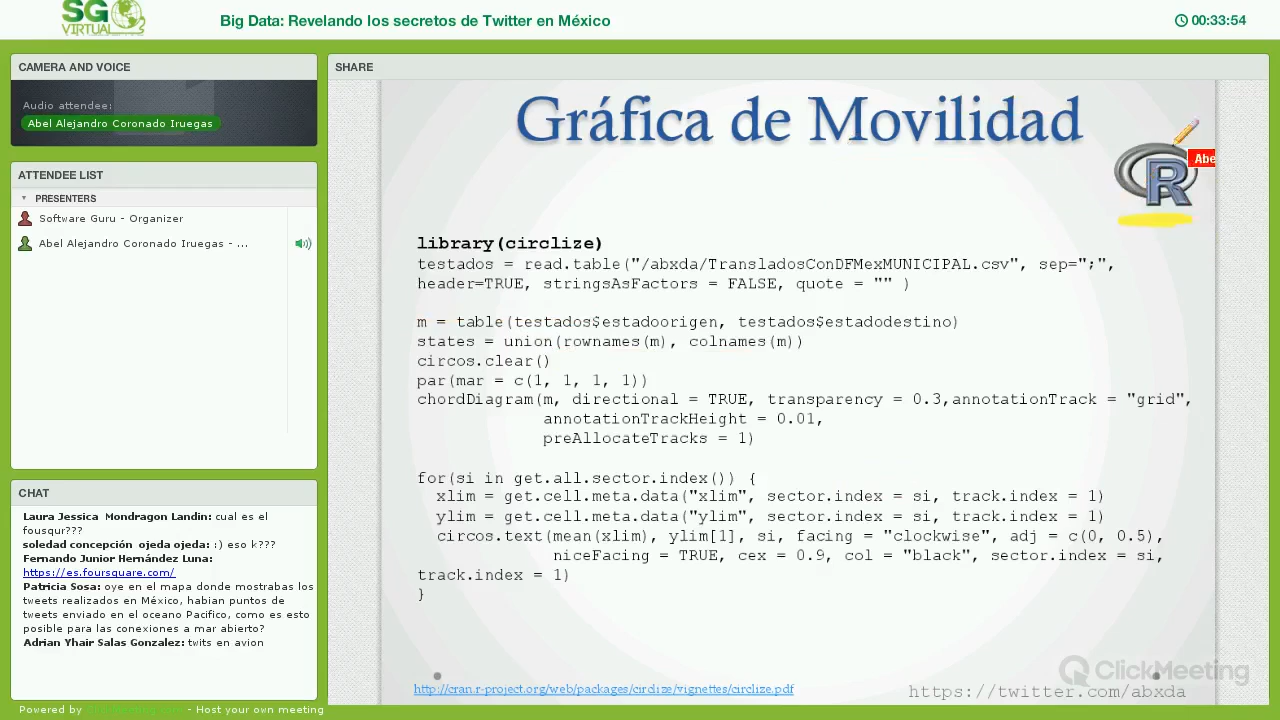 SG
VIRTUAL
Big Data: Revelando los secretos de Twitter en México
00:33:54
CAMERA AND VOICE
Audio attendee:
Abel Alejandro Coronado Iruegas
ATTENDEE LIST
PRESENTERS
Software Guru - Organizer
Abel Alejandro Coronado Iruegas - ...
CHAT
Laura Jessica Mondragon Landin: cual es el
fousqur???
soledad concepción ojeda ojeda: :) eso k???
Fernando Junior Hernández Luna:
https://es.foursquare.com/
Patricia Sosa: oye en el mapa donde mostrabas los
tweets realizados en México, habian puntos de
tweets enviado en el oceano Pacifico, como es esto
posible para las conexiones a mar abierto?
Adrian Yhair Salas Gonzalez: twits en avion
Powered by ClickMeeting.com - Host your own meeting
SHARE
Gráfica de Movilidad
R
Abe
library(circlize)
testados = read.table("/abxda/TransladosConDFMexMUNICIPAL.csv", sep=";",
header=TRUE, stringsAsFactors = FALSE, quote = "" )
m = table(testados$estadoorigen, testados$estadodestino)
states = union(rownames(m), colnames(m))
circos.clear()
par(mar = c(1, 1, 1, 1))
chordDiagram(m, directional = TRUE, transparency = 0.3,annotationTrack = "grid",
annotationTrackHeight = 0.01,
preAllocateTracks = 1)
for(si in get.all.sector.index()) {
xlim = get.cell.meta.data("xlim", sector.index = si, track.index = 1)
ylim = get.cell.meta.data("ylim", sector.index = si, track.index = 1)
circos.text(mean(xlim), ylim[1], si, facing = "clockwise", adj = c(0, 0.5),
niceFacing = TRUE, cex = 0.9, col = "black", sector.index = si,
track.index = 1)
}
http://cran.r-project.org/web/packages/circlize/vignettes/circlize.pdf
ClickMeeting
https://twitter.com/abxda